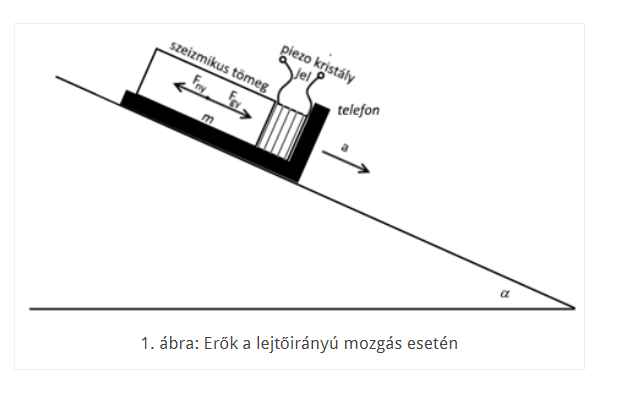 szeizmikus tömeg
piezo kristály
jel
Fny
Fgy
m
telefon
a
α
1. ábra: Erők a lejtőirányú mozgás esetén